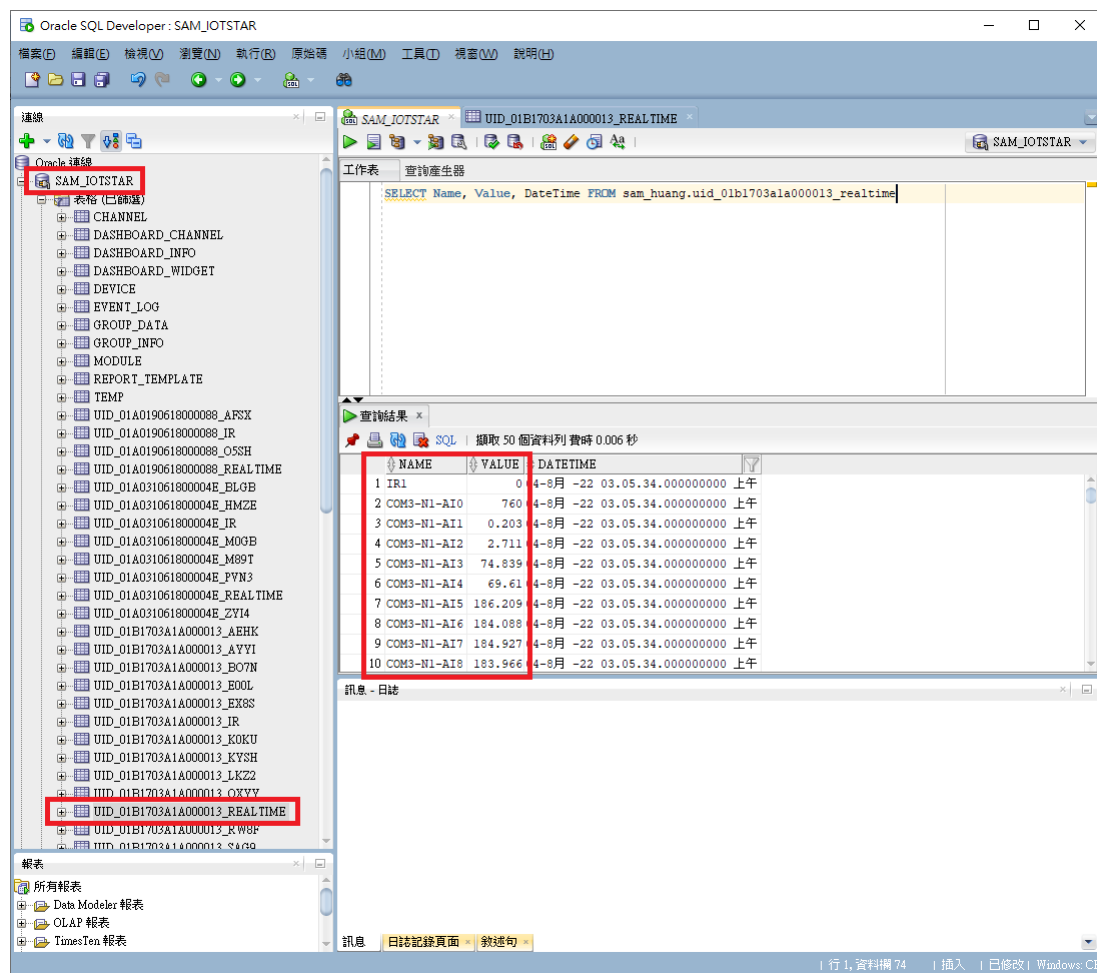 Oracle SQL Developer : SAM_IOTSTAR
檔案(F) 編輯(E) 檢視(V) 瀏覽(N) 執行(R) 原始碼 小組(M) 工具(T) 視窗(W) 說明(H)
連線
Oracle 連線
SAM_IOTSTAR
表格 (已篩選)
CHANNEL
DASHBOARD_CHANNEL
DASHBOARD_INFO
DASHBOARD_WIDGET
DEVICE
EVENT_LOG
GROUP_DATA
GROUP_INFO
MODULE
REPORT_TEMPLATE
TEMP
UID_01A0190618000088_AFSX
UID_01A0190618000088_IR
UID_01A0190618000088_O5SH
UID_01A0190618000088_REALTIME
UID_01A031061800004E_BLGB
UID_01A031061800004E_HMZE
UID_01A031061800004E_IR
UID_01A031061800004E_M0GB
UID_01A031061800004E_M89T
UID_01A031061800004E_PVN3
UID_01A031061800004E_REALTIME
UID_01A031061800004E_ZYI4
UID_01B1703A1A000013_AEHK
UID_01B1703A1A000013_AYYI
UID_01B1703A1A000013_BO7N
UID_01B1703A1A000013_E00L
UID_01B1703A1A000013_EX8S
UID_01B1703A1A000013_IR
UID_01B1703A1A000013_K0KU
UID_01B1703A1A000013_KYSH
UID_01B1703A1A000013_LKZ2
UID_01B1703A1A000013_OXYY
UID_01B1703A1A000013_REALTIME
UID_01B1703A1A000013_RW8F
UID_01B1703A1A000013_SAG9
報表
所有報表
Data Modeler 報表
OLAP 報表
TimesTen 報表
SAM_IOTSTAR UID_01B1703A1A000013_REALTIME
SAM_IOTSTAR
工作表 查詢產生器
SELECT Name, Value, DateTime FROM sam_huang.uid_01b1703a1a000013_realtime
查詢結果
SQL | 擷取 50 個資料列 費時 0.006 秒
NAME VALUE DATETIME
1 IR1 0 04-8月 -22 03.05.34.000000000 上午
2 COM3-N1-AI0 760 04-8月 -22 03.05.34.000000000 上午
3 COM3-N1-AI1 0.203 04-8月 -22 03.05.34.000000000 上午
4 COM3-N1-AI2 2.711 04-8月 -22 03.05.34.000000000 上午
5 COM3-N1-AI3 74.839 04-8月 -22 03.05.34.000000000 上午
6 COM3-N1-AI4 69.61 04-8月 -22 03.05.34.000000000 上午
7 COM3-N1-AI5 186.209 04-8月 -22 03.05.34.000000000 上午
8 COM3-N1-AI6 184.088 04-8月 -22 03.05.34.000000000 上午
9 COM3-N1-AI7 184.927 04-8月 -22 03.05.34.000000000 上午
10 COM3-N1-AI8 183.966 04-8月 -22 03.05.34.000000000 上午
訊息 - 日誌
訊息 日誌記錄頁面 敘述句
| 行 1, 資料欄 74 | 插入 | 已修改 | Windows: CF